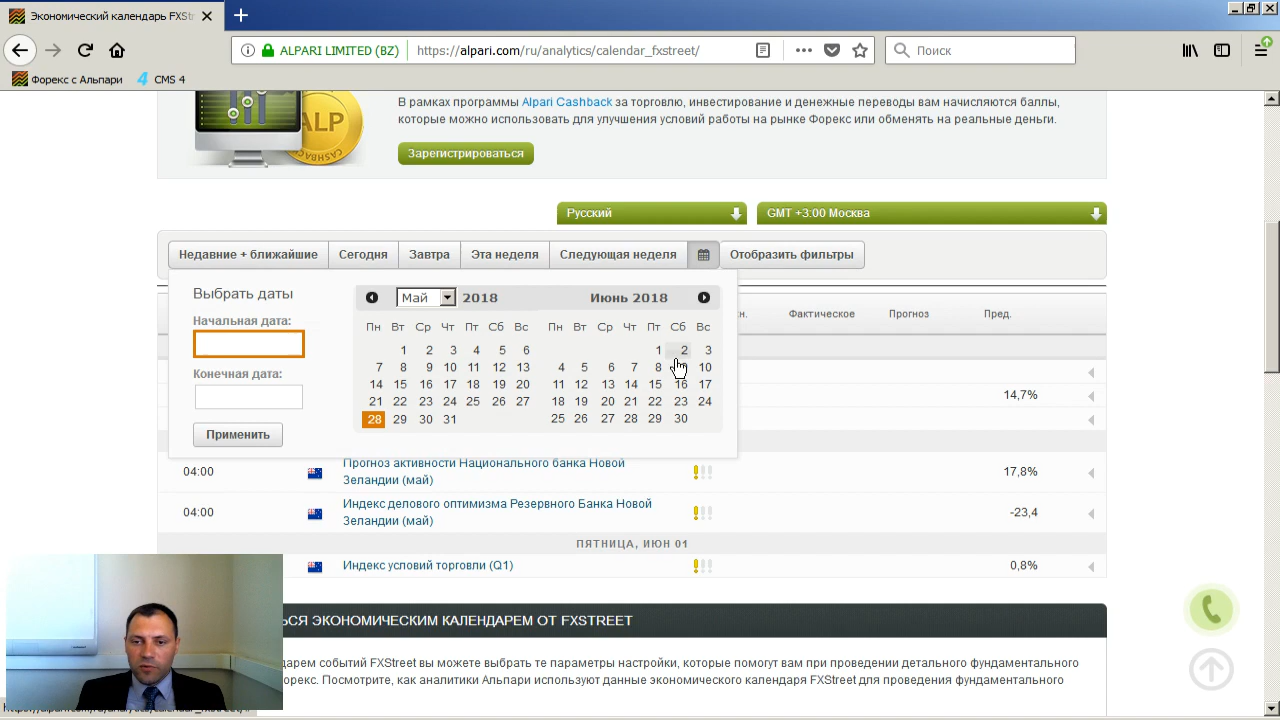 Экономический календарь FXStr
ALPARI LIMITED (BZ)
https://alpari.com/ru/analytics/calendar_fxstreet/
Поиск
Форекс с Альпари
4 CMS 4
ALP
CASHBACK
В рамках программы Alpari Cashback за торговлю, инвестирование и денежные переводы вам начисляются баллы,
которые можно использовать для улучшения условий работы на рынке Форекс или обменять на реальные деньги.
Зарегистрироваться
Русский
GMT +3:00 Москва
Недавние + ближайшие
Сегодня
Завтра
Эта неделя
Следующая неделя
Отобразить фильтры
Выбрать даты
Начальная дата:
Конечная дата:
Применить
Май 2018
Июнь 2018
Пн Вт Ср Чт Пт Сб Вс
1 2 3 4 5 6
7 8 9 10 11 12 13
14 15 16 17 18 19 20
21 22 23 24 25 26 27
28 29 30 31
Пн Вт Ср Чт Пт Сб Вс
1 2 3
4 5 6 7 8 10
11 12 13 14 15 16 17
18 19 20 21 22 23 24
25 26 27 28 29 30
Фактическое
Прогноз
Пред.
14,7%
04:00
Прогноз активности Национального банка Новой
Зеландии (май)
17,8%
04:00
Индекс делового оптимизма Резервного Банка Новой
Зеландии (май)
-23,4
ПЯТНИЦА, ИЮН 01
Индекс условий торговли (Q1)
0,8%
ЬСЯ ЭКОНОМИЧЕСКИМ КАЛЕНДАРЕМ ОТ FXSTREET
дарем событий FXStreet вы можете выбрать те параметры настройки, которые помогут вам при проведении детального фундаментального
орекс. Посмотрите, как аналитики Альпари используют данные экономического календаря FXStreet для проведения фундаментального